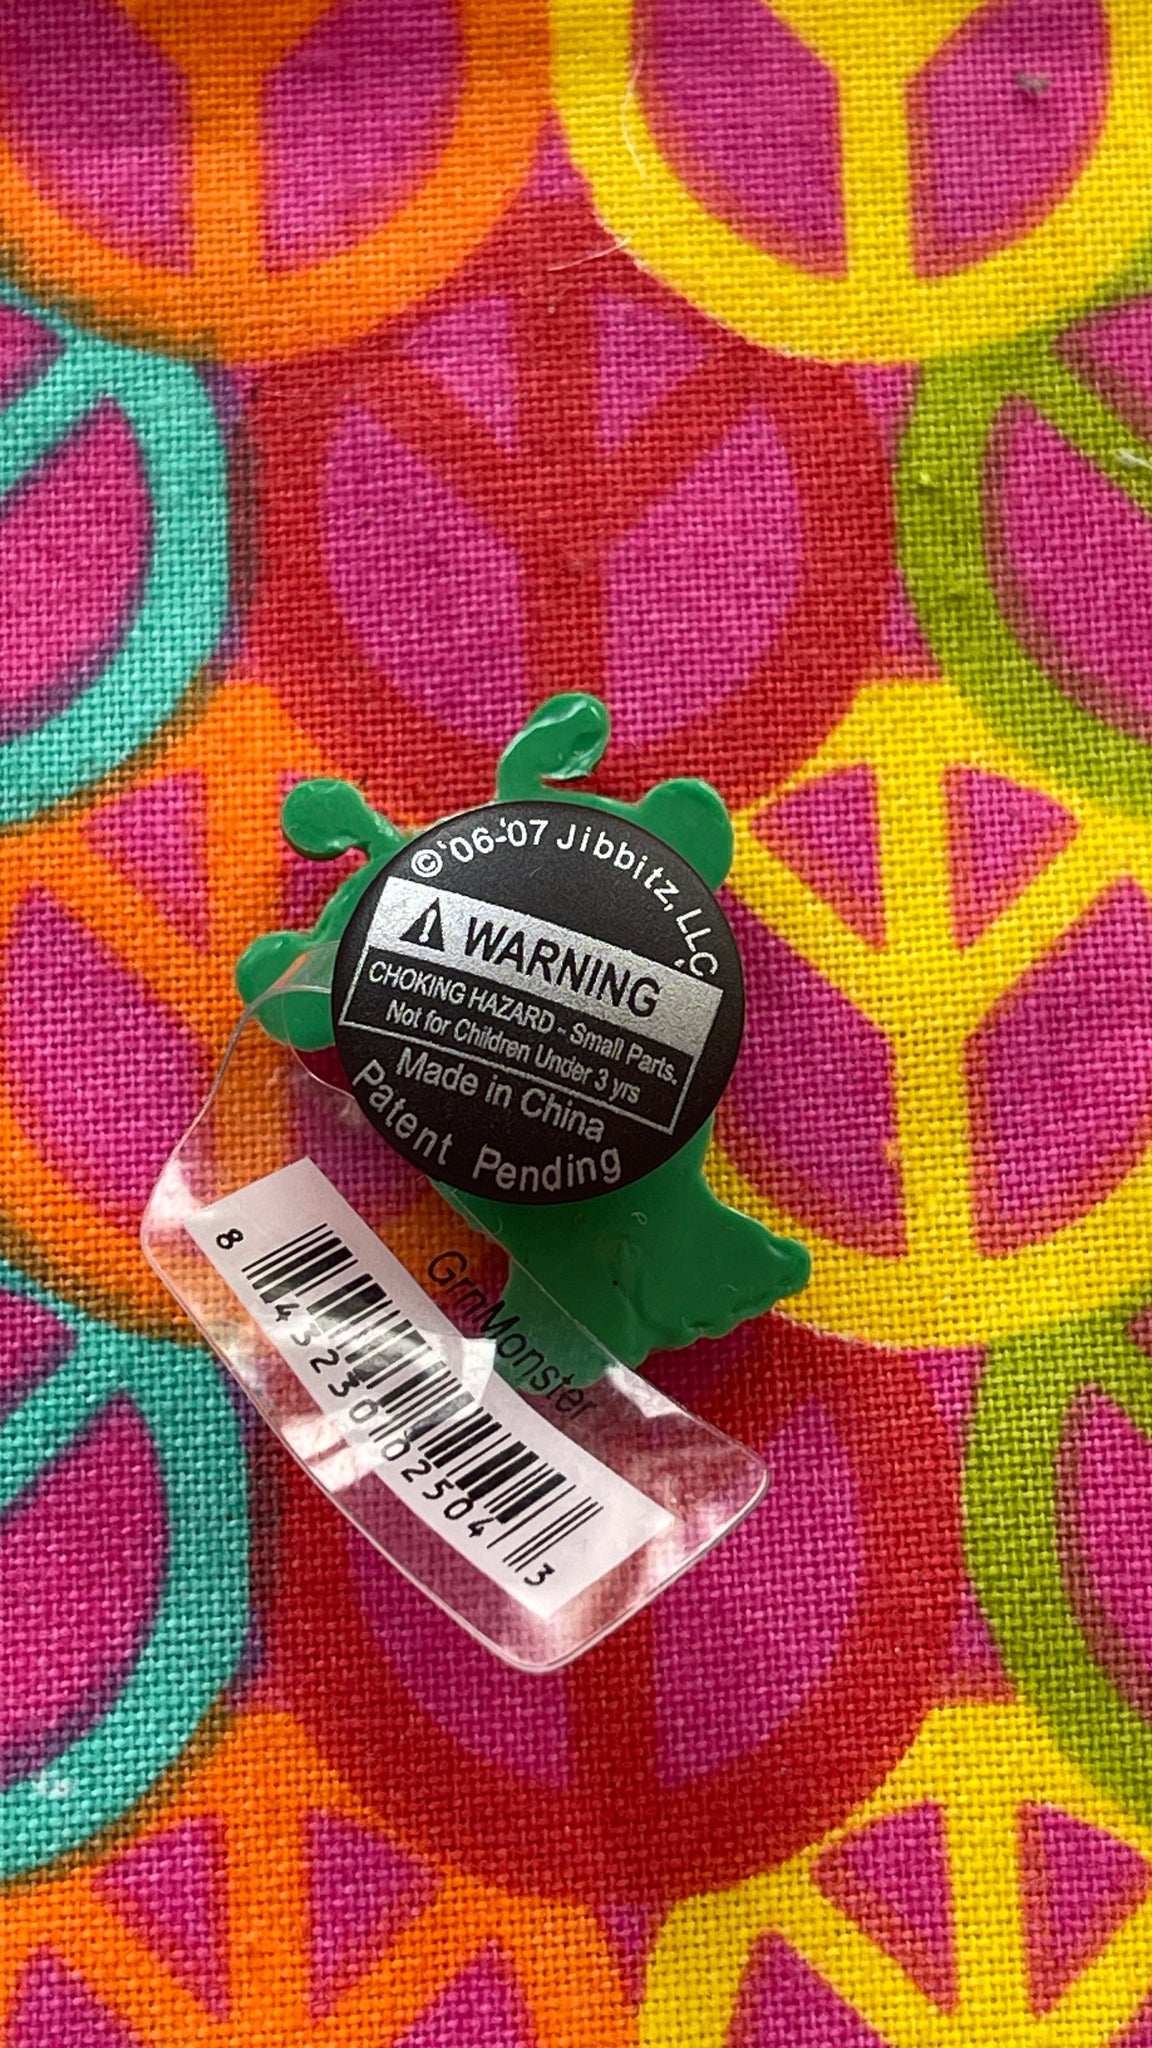 © '06-'07 Jibbitz, LLC
WARNING
CHOKING HAZARD - Small Parts.
Not for Children Under 3 yrs
Made in China
Patent Pending
GrnMonster
8 43230 02504 3